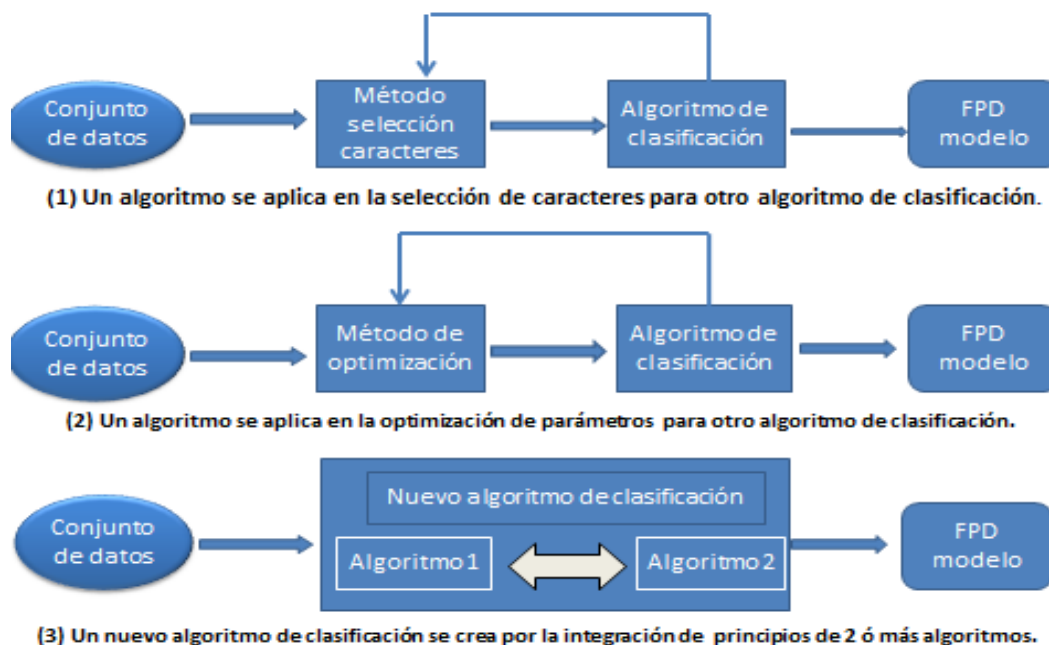 Conjunto
de datos
Método
selección
caracteres
Algoritmo de
clasificación
FPD
modelo
(1) Un algoritmo se aplica en la selección de caracteres para otro algoritmo de clasificación.
Conjunto
de datos
Método de
optimización
Algoritmo de
clasificación
FPD
modelo
(2) Un algoritmo se aplica en la optimización de parámetros para otro algoritmo de clasificación.
Conjunto
de datos
Nuevo algoritmo de clasificación
Algoritmo 1
Algoritmo 2
FPD
modelo
(3) Un nuevo algoritmo de clasificación se crea por la integración de principios de 2 ó más algoritmos.